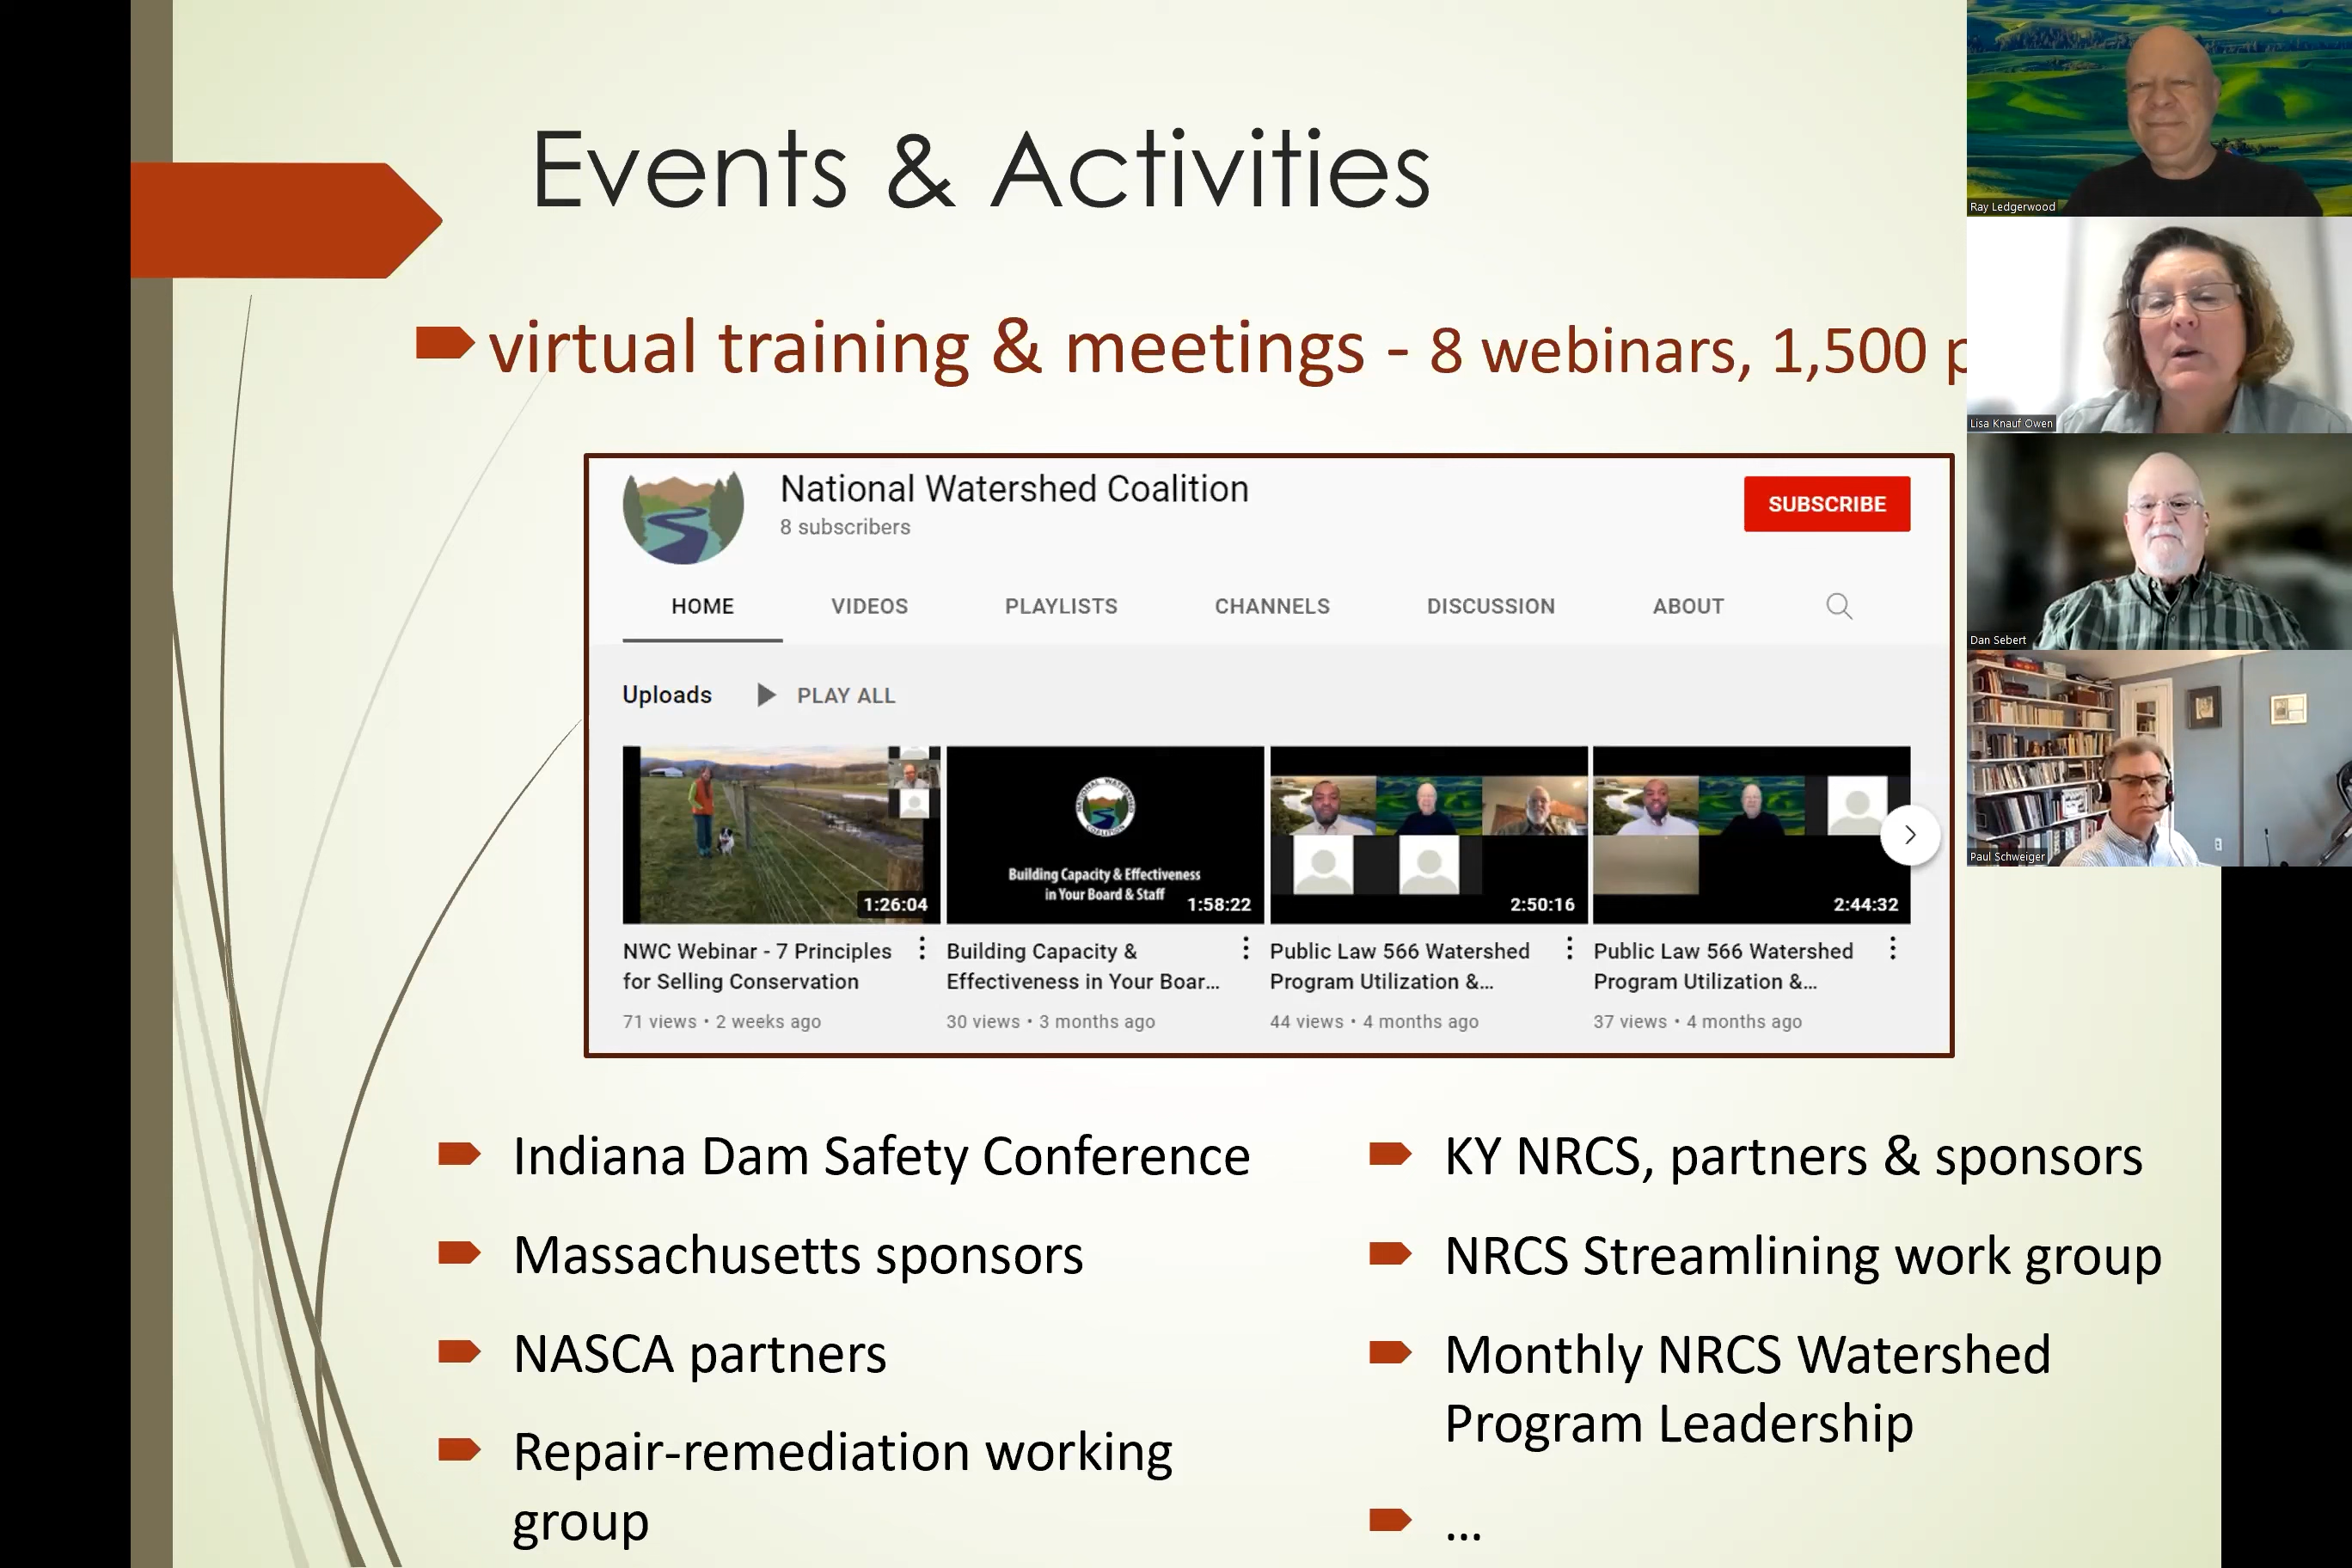 Events & Activities
virtual training & meetings - 8 webinars, 1,500 p
National Watershed Coalition
8 subscribers
SUBSCRIBE
HOME VIDEOS PLAYLISTS CHANNELS DISCUSSION ABOUT
Uploads PLAY ALL
NATIONAL WATERSHED COALITION
Building Capacity & Effectiveness
in Your Board & Staff
1:26:04 1:58:22 2:50:16 2:44:32
NWC Webinar - 7 Principles
for Selling Conservation
71 views • 2 weeks ago
Building Capacity &
Effectiveness in Your Boar...
30 views • 3 months ago
Public Law 566 Watershed
Program Utilization &...
44 views • 4 months ago
Public Law 566 Watershed
Program Utilization &...
37 views • 4 months ago
Indiana Dam Safety Conference
Massachusetts sponsors
NASCA partners
Repair-remediation working
group
KY NRCS, partners & sponsors
NRCS Streamlining work group
Monthly NRCS Watershed
Program Leadership
...
Ray Ledgerwood
Lisa Knauf Owen
Dan Sebert
Paul Schweiger